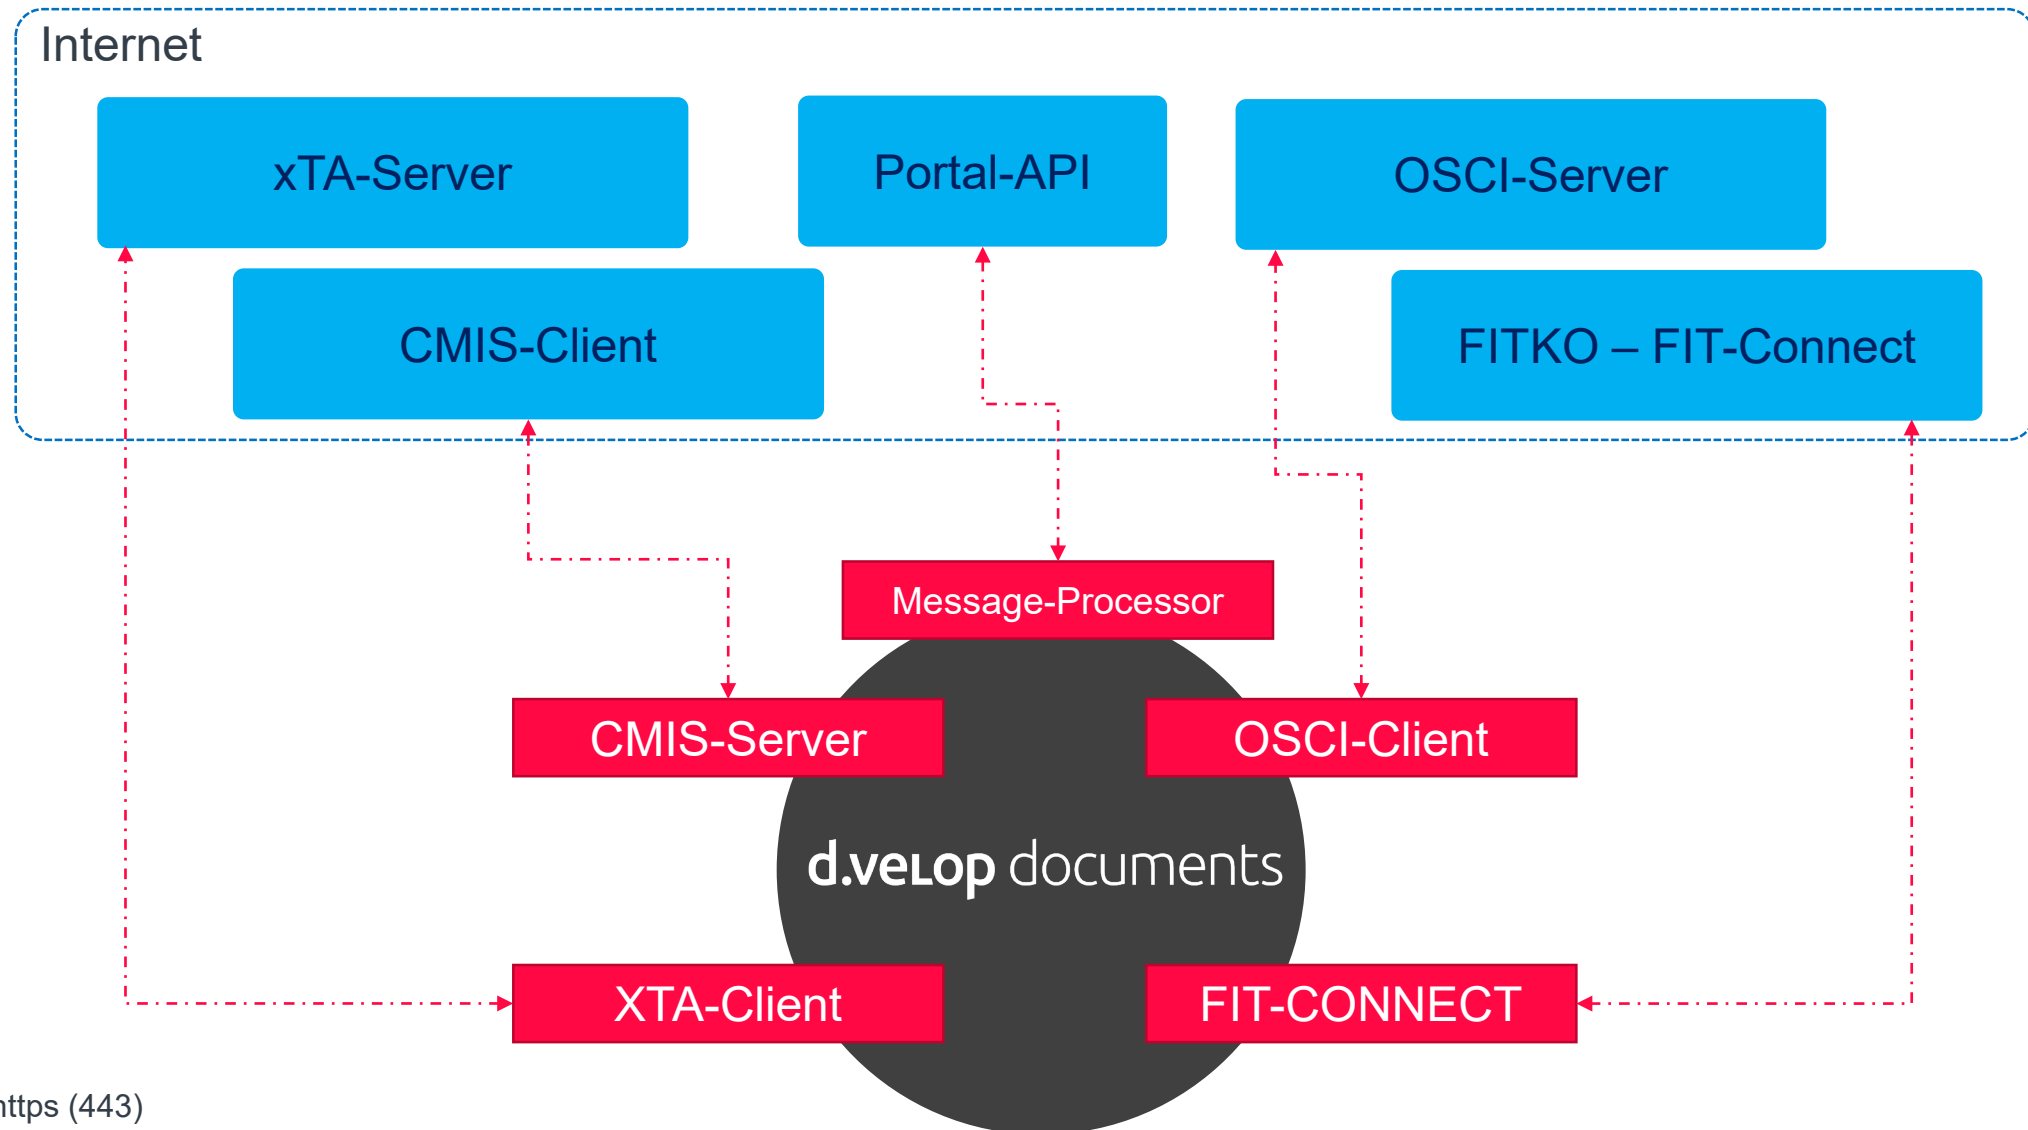 Internet
xTA-Server
Portal-API
OSCI-Server
CMIS-Client
FITKO – FIT-Connect
Message-Processor
CMIS-Server
OSCI-Client
d.velop documents
XTA-Client
FIT-CONNECT
https (443)